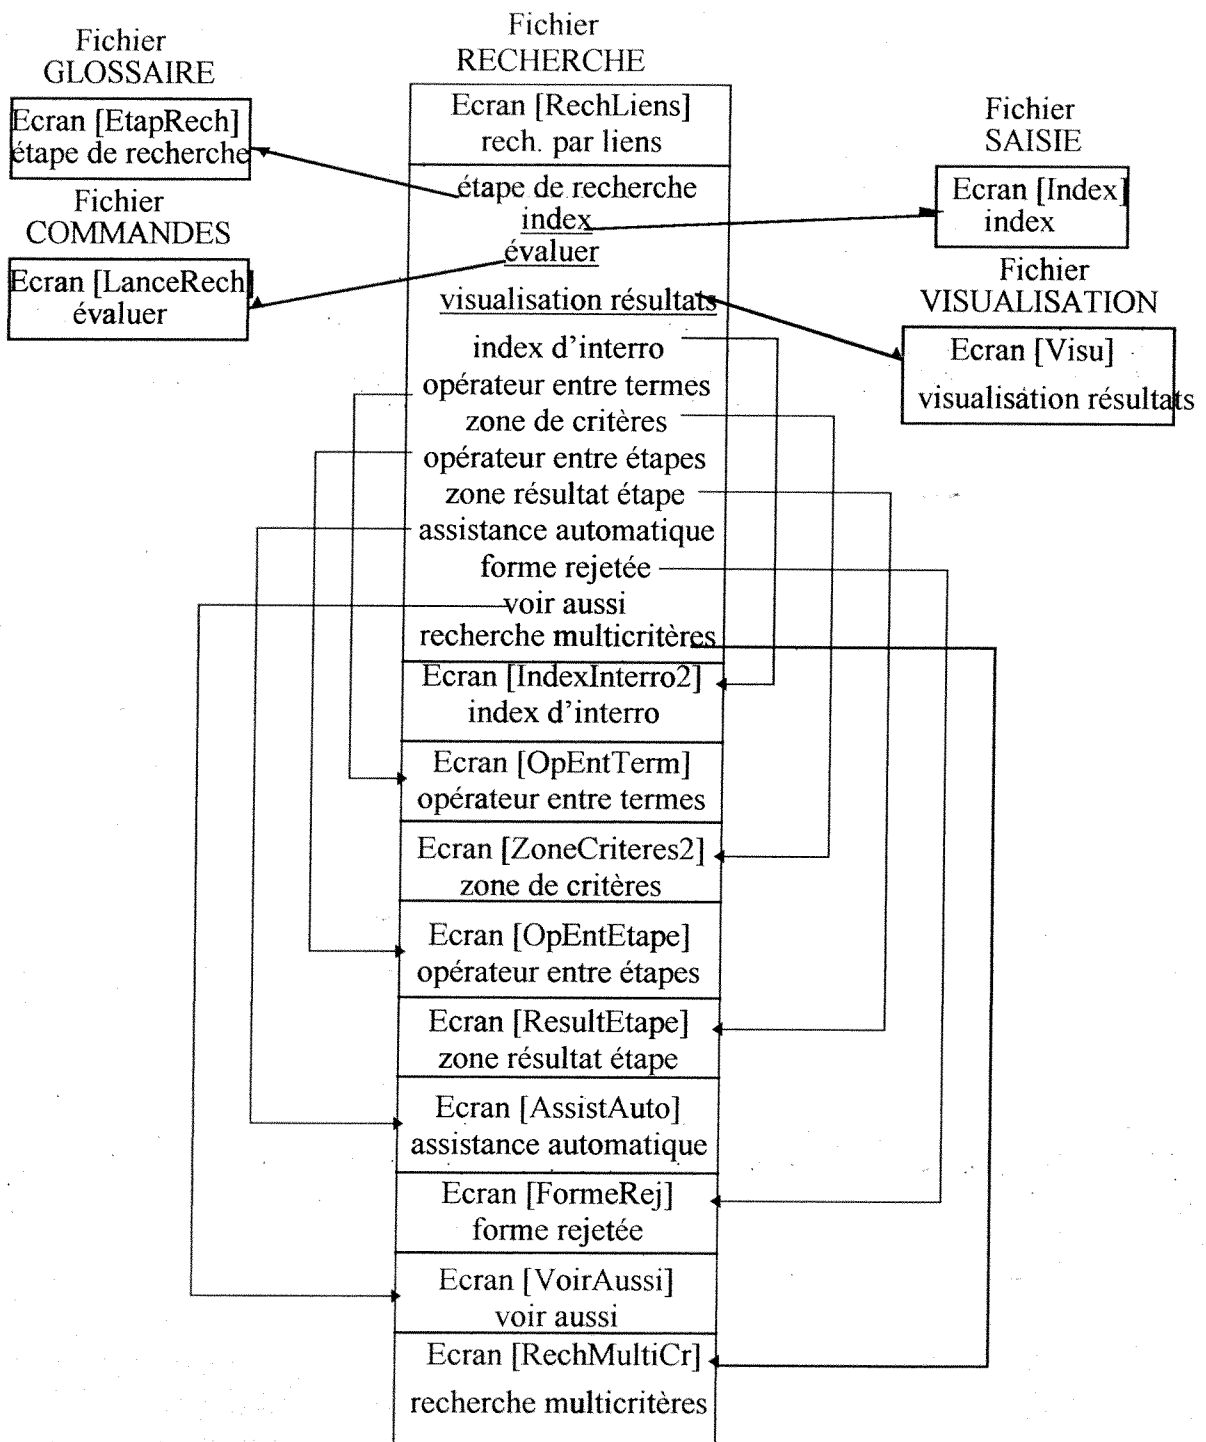 Fichier
RECHERCHE
Fichier
GLOSSAIRE
Ecran [EtapRech]
étape de recherche
Fichier
COMMANDES
Ecran [LanceRech]
évaluer
Ecran [RechLiens]
rech. par liens
étape de recherche
index
évaluer
visualisation résultats
index d'interro
opérateur entre termes
zone de critères
opérateur entre étapes
zone résultat étape
assistance automatique
forme rejetée
voir aussi
recherche multicritères
Fichier
SAISIE
Ecran [Index]
index
Fichier
VISUALISATION
Ecran [Visu]
visualisation résultats
Ecran [IndexInterro2]
index d'interro
Ecran [OpEntTerm]
opérateur entre termes
Ecran [ZoneCriteres2]
zone de critères
Ecran [OpEntEtape]
opérateur entre étapes
Ecran [ResultEtape]
zone résultat étape
Ecran [AssistAuto]
assistance automatique
Ecran [FormeRej]
forme rejetée
Ecran [VoirAussi]
voir aussi
Ecran [RechMultiCr]
recherche multicritères